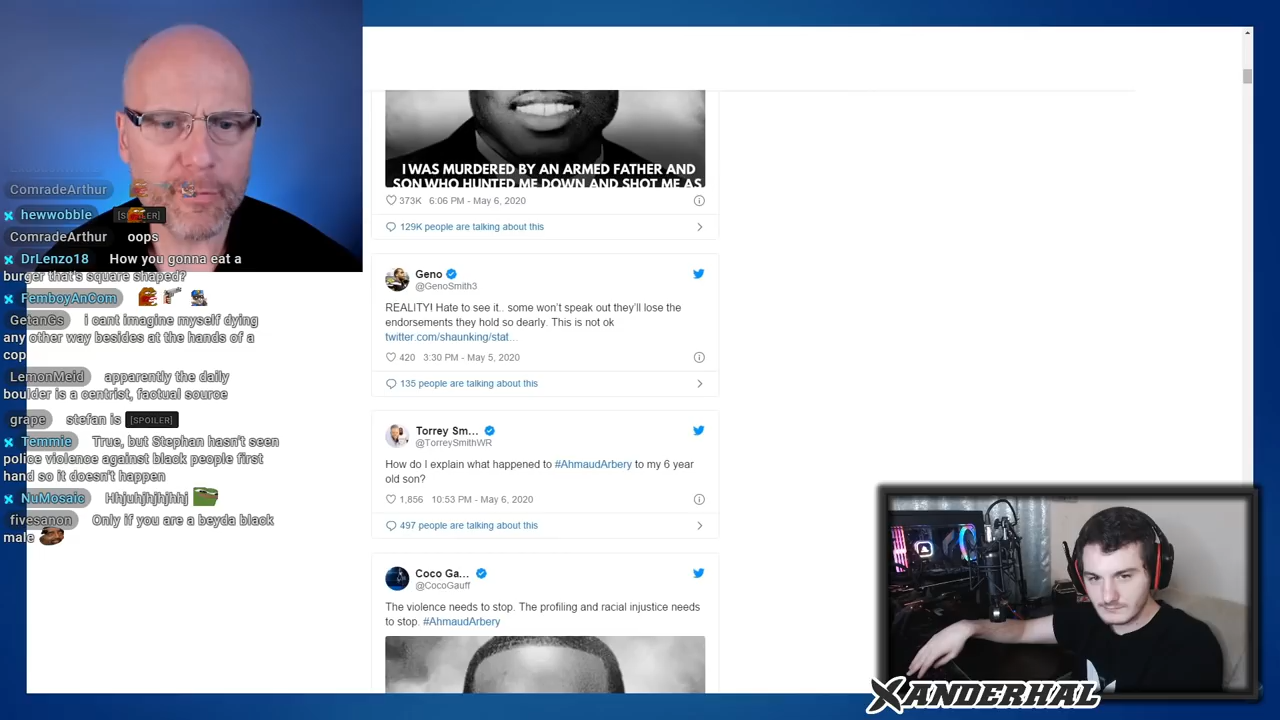 ComradeArthur
hewwobble [SPOILER]
ComradeArthur oops
DrLenzo18 How you gonna eat a
burger that's square shaped?
FemboyAnCom
GetanGs i cant imagine myself dying
any other way besides at the hands of a
cop
LemonMeid apparently the daily
boulder is a centrist, factual source
grape stefan is [SPOILER]
Temmie True, but Stephan hasn't seen
police violence against black people first
hand so it doesn't happen
NuMosaic Hhjuhjhjhjhhj
fivesanon Only if you are a beyda black
male
I WAS MURDERED BY AN ARMED FATHER AND
SON WHO HUNTED ME DOWN AND SHOT ME AS
373K 6:06 PM - May 6, 2020
129K people are talking about this
Geno
@GenoSmith3
REALITY! Hate to see it.. some won't speak out they'll lose the
endorsements they hold so dearly. This is not ok
twitter.com/shaunking/stat...
420 3:30 PM - May 5, 2020
135 people are talking about this
Torrey Sm...
@TorreySmithWR
How do I explain what happened to #AhmaudArbery to my 6 year
old son?
1,856 10:53 PM - May 6, 2020
497 people are talking about this
Coco Ga...
@CocoGauff
The violence needs to stop. The profiling and racial injustice needs
to stop. #AhmaudArbery
XANDERHAL